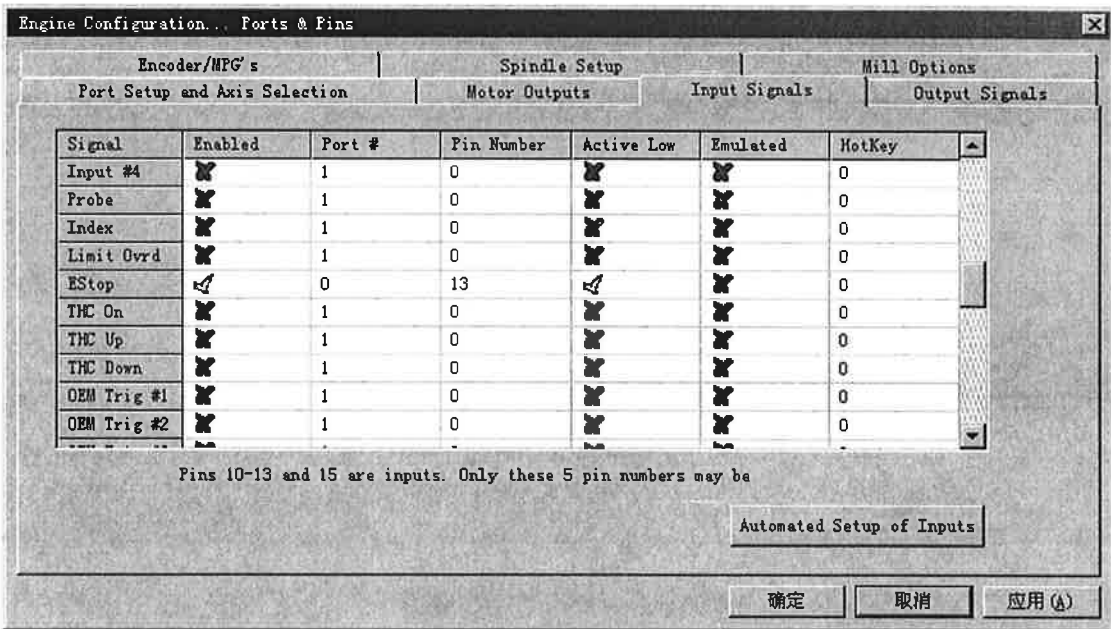 Engine Configuration... Ports & Pins
Encoder/MPG's Spindle Setup Mill Options
Port Setup and Axis Selection Motor Outputs Input Signals Output Signals
Signal Enabled Port # Pin Number Active Low Emulated HotKey
Input #4 1 0 0
Probe 1 0 0
Index 1 0 0
Limit Ovrd 1 0 0
EStop 0 13 0
THC On 1 0 0
THC Up 1 0 0
THC Down 1 0 0
OEM Trig #1 1 0 0
OEM Trig #2 1 0 0
Pins 10-13 and 15 are inputs. Only these 5 pin numbers may be
Automated Setup of Inputs
确定 取消 应用(A)